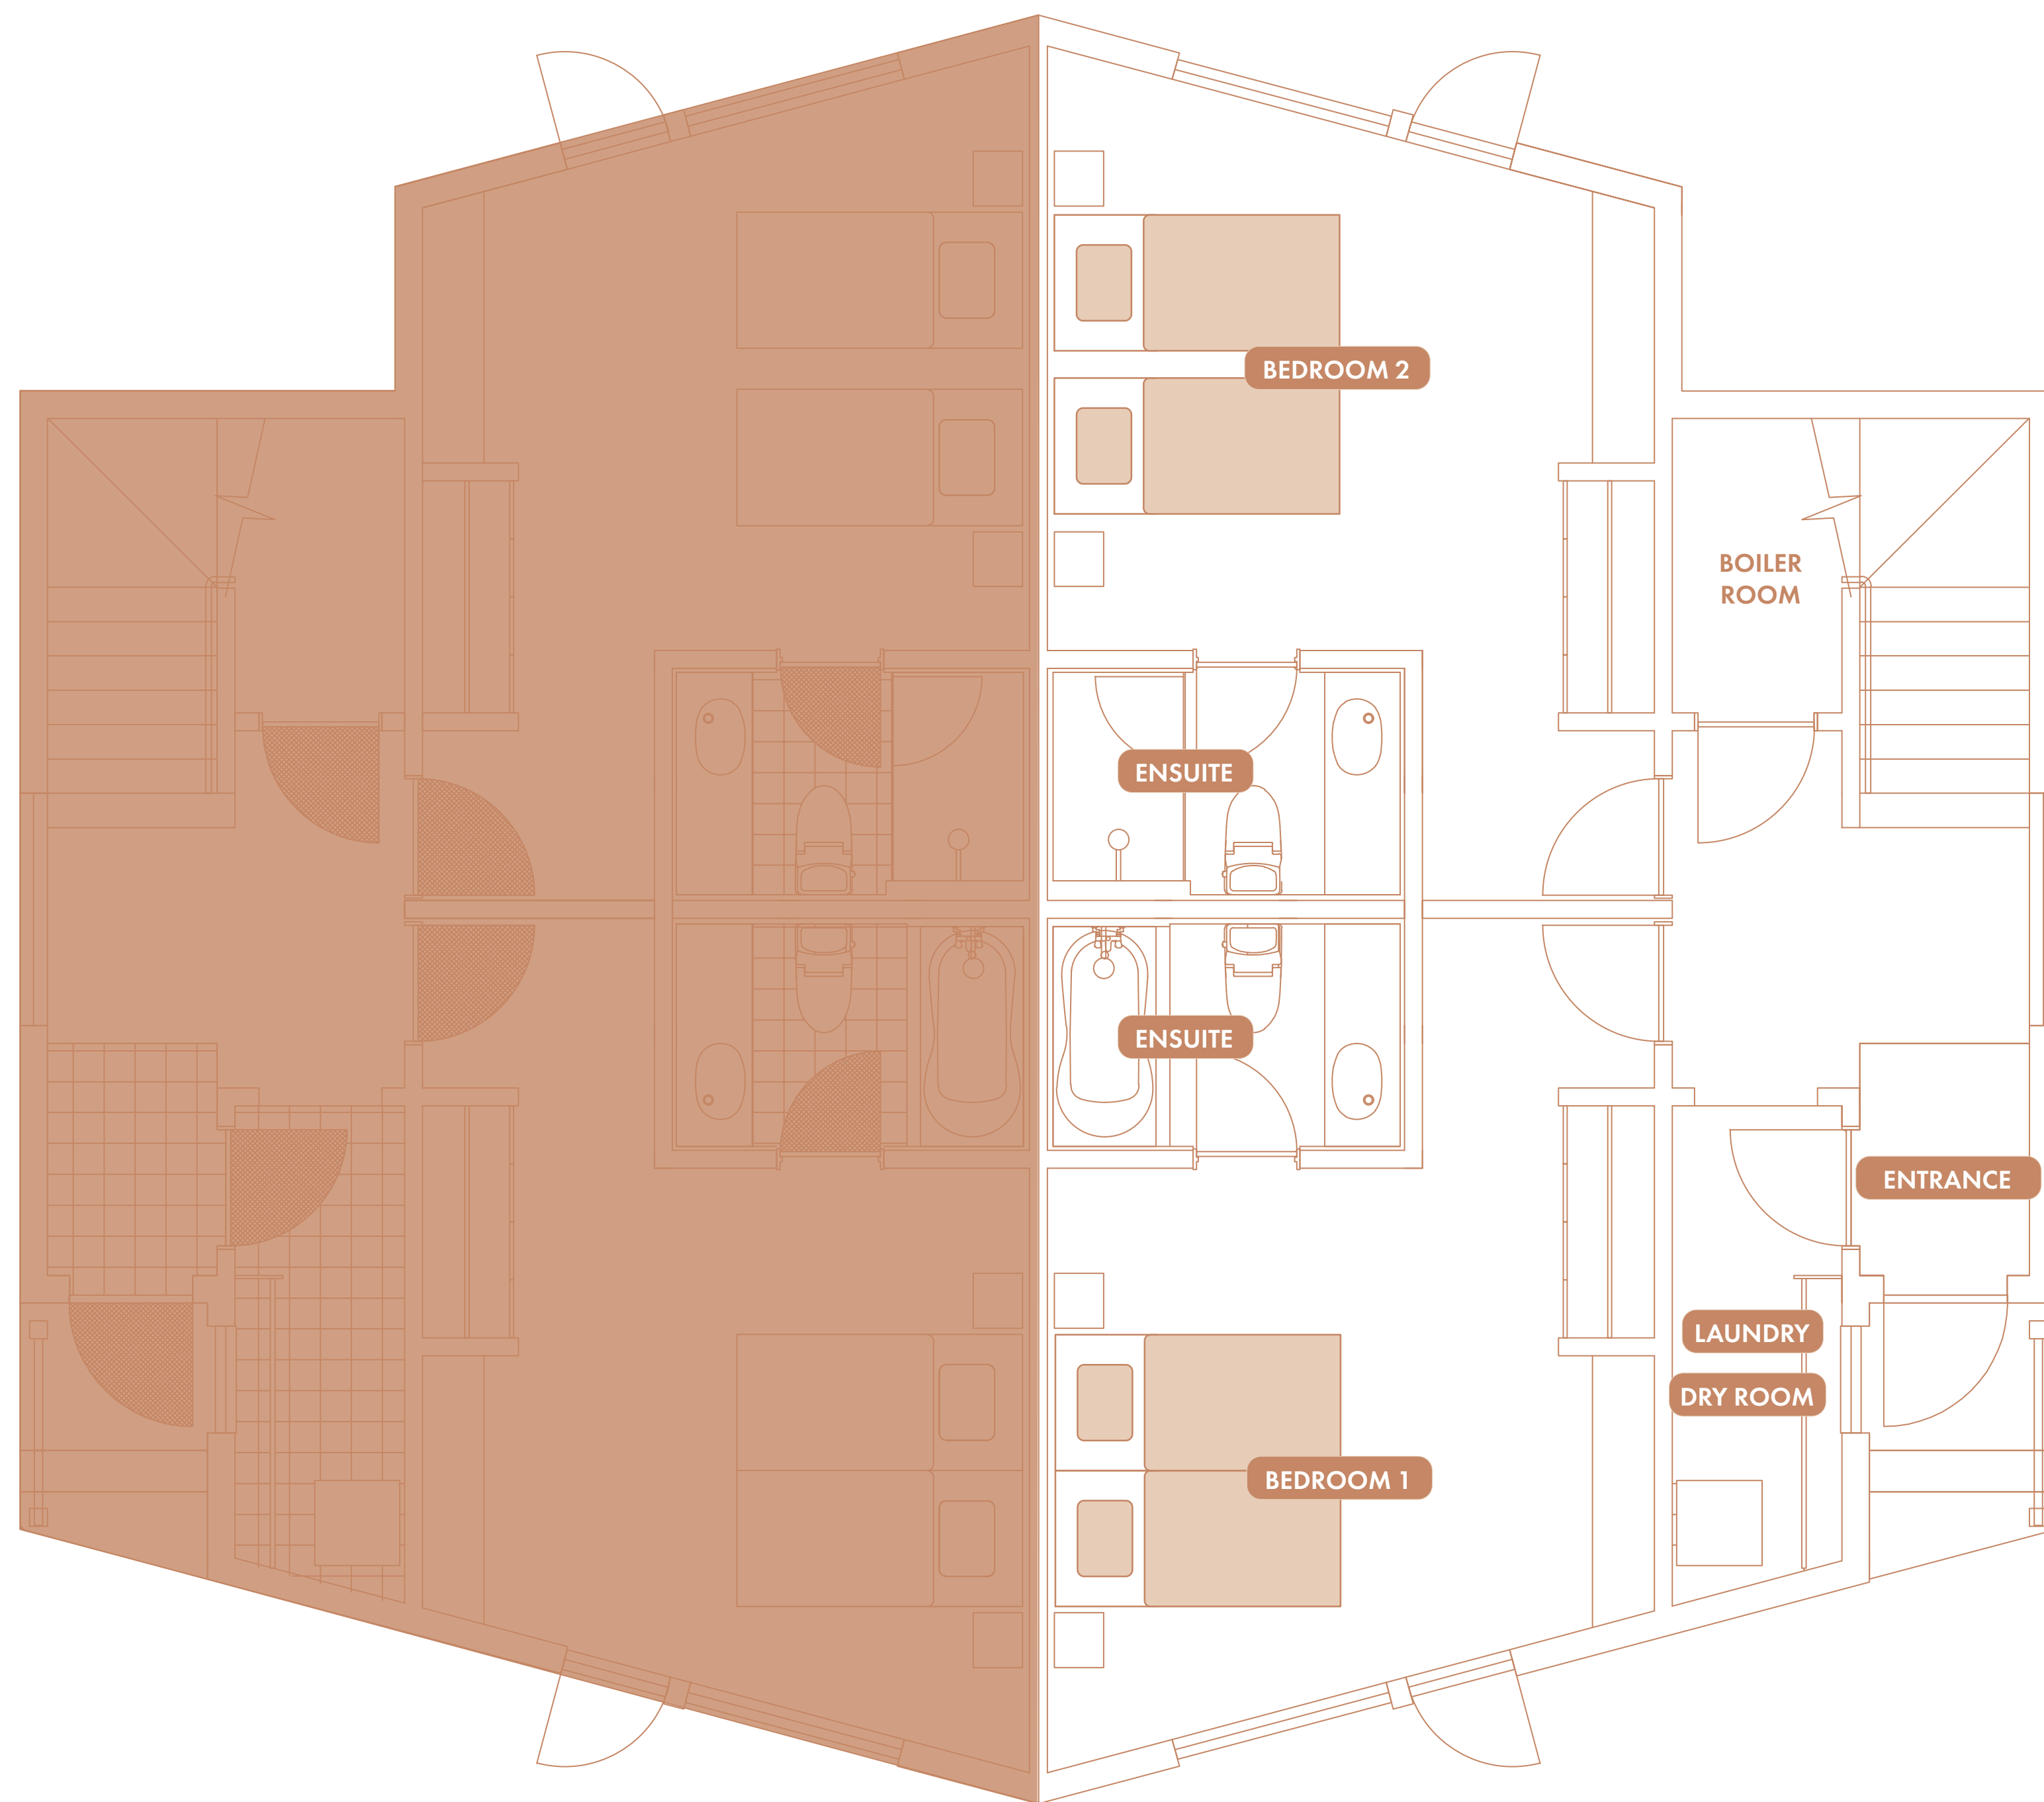 BEDROOM 2
BOILER
ROOM
ENSUITE
ENSUITE
ENTRANCE
LAUNDRY
DRY ROOM
BEDROOM 1